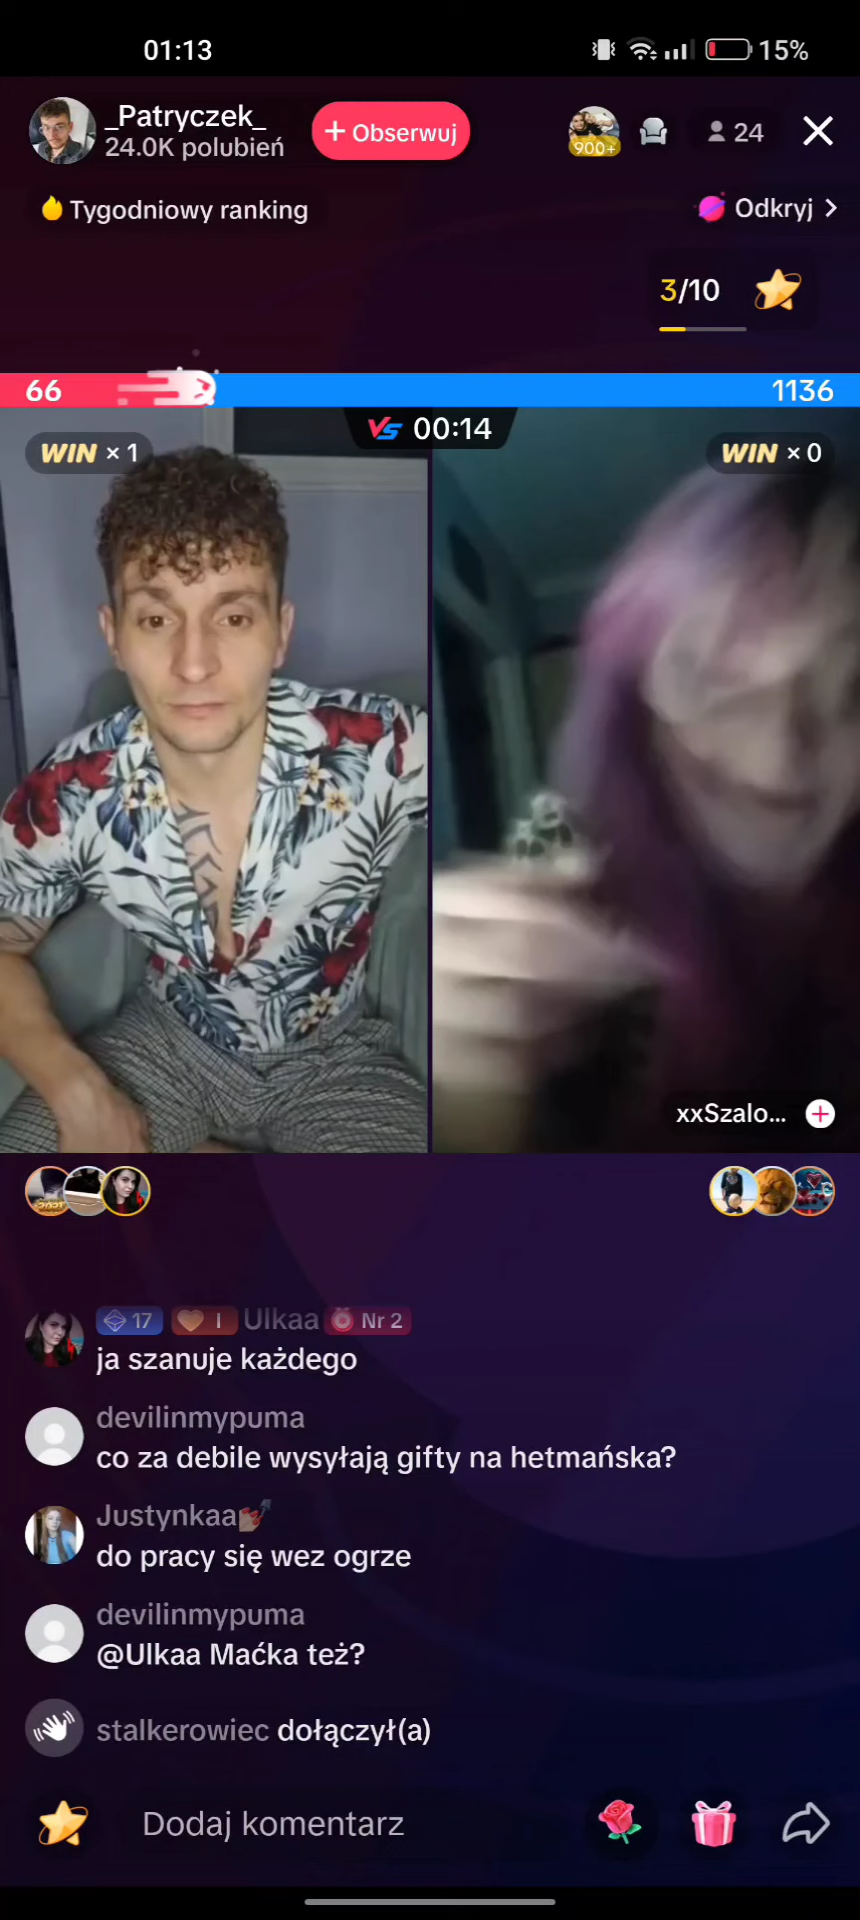 01:13
15%
_Patryczek_
24.0K polubień
+ Obserwuj
900+
24
Tygodniowy ranking
Odkryj >
3/10
66
1136
VS 00:14
WIN × 1
WIN × 0
xxSzalo...
17 I Ulkaa Nr 2
ja szanuje każdego
devilinmypuma
co za debile wysyłają gifty na hetmańska?
Justynkaa
do pracy się wez ogrze
devilinmypuma
@Ulkaa Maćka też?
stalkerowiec dołączył(a)
Dodaj komentarz